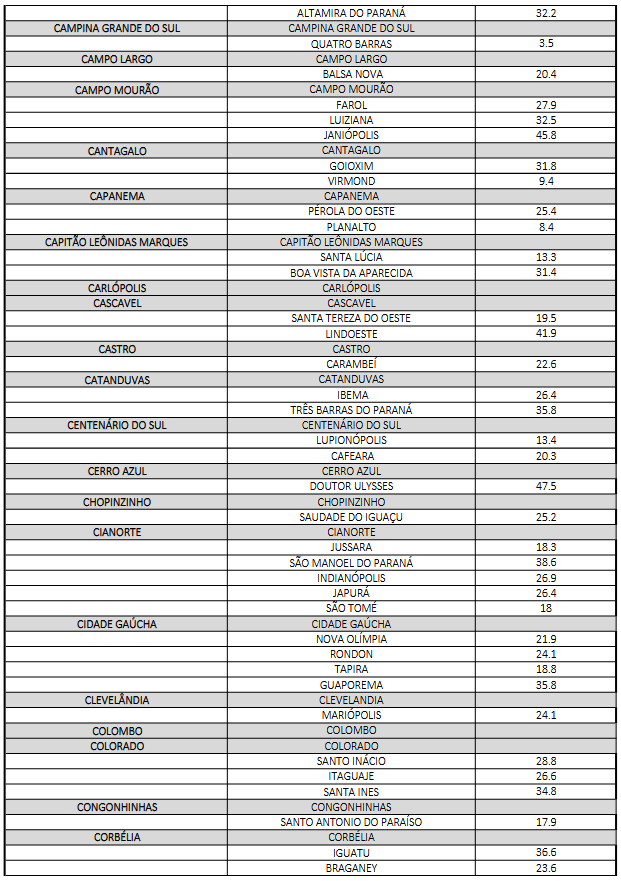 ALTAMIRA DO PARANÁ 32.2
CAMPINA GRANDE DO SUL CAMPINA GRANDE DO SUL
QUATRO BARRAS 3.5
CAMPO LARGO CAMPO LARGO
BALSA NOVA 20.4
CAMPO MOURÃO CAMPO MOURÃO
FAROL 27.9
LUIZIANA 32.5
JANIÓPOLIS 45.8
CANTAGALO CANTAGALO
GOIOXIM 31.8
VIRMOND 9.4
CAPANEMA CAPANEMA
PÉROLA DO OESTE 25.4
PLANALTO 8.4
CAPITÃO LEÔNIDAS MARQUES CAPITÃO LEÔNIDAS MARQUES
SANTA LÚCIA 13.3
BOA VISTA DA APARECIDA 31.4
CARLÓPOLIS CARLÓPOLIS
CASCAVEL CASCAVEL
SANTA TEREZA DO OESTE 19.5
LINDOESTE 41.9
CASTRO CASTRO
CARAMBEÍ 22.6
CATANDUVAS CATANDUVAS
IBEMA 26.4
TRÊS BARRAS DO PARANÁ 35.8
CENTENÁRIO DO SUL CENTENÁRIO DO SUL
LUPIONÓPOLIS 13.4
CAFEARA 20.3
CERRO AZUL CERRO AZUL
DOUTOR ULYSSES 47.5
CHOPINZINHO CHOPINZINHO
SAUDADE DO IGUAÇU 25.2
CIANORTE CIANORTE
JUSSARA 18.3
SÃO MANOEL DO PARANÁ 38.6
INDIANÓPOLIS 26.9
JAPURÁ 26.4
SÃO TOMÉ 18
CIDADE GAÚCHA CIDADE GAÚCHA
NOVA OLÍMPIA 21.9
RONDON 24.1
TAPIRA 18.8
GUAPOREMA 35.8
CLEVELÂNDIA CLEVELANDIA
MARIÓPOLIS 24.1
COLOMBO COLOMBO
COLORADO COLORADO
SANTO INÁCIO 28.8
ITAGUAJE 26.6
SANTA INES 34.8
CONGONHINHAS CONGONHINHAS
SANTO ANTONIO DO PARAÍSO 17.9
CORBÉLIA CORBÉLIA
IGUATU 36.6
BRAGANEY 23.6